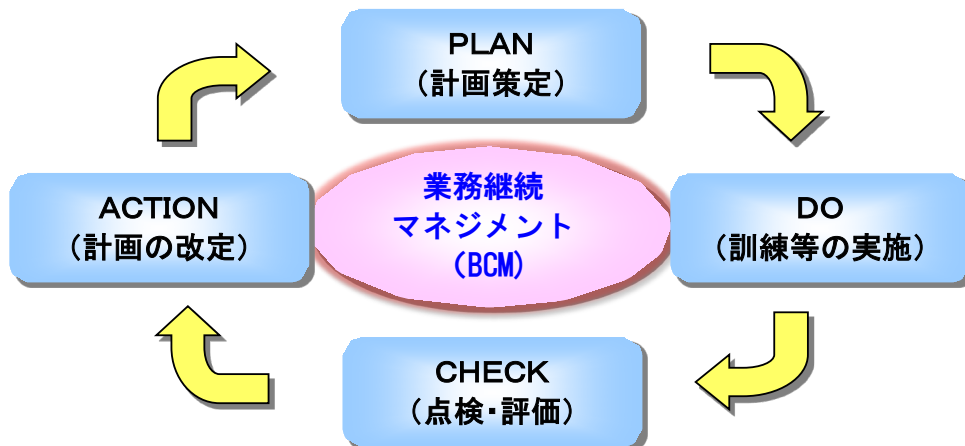 PLAN
（計画策定）
業務継続
マネジメント
（BCM）
ACTION
（計画の改定）
DO
（訓練等の実施）
CHECK
（点検・評価）